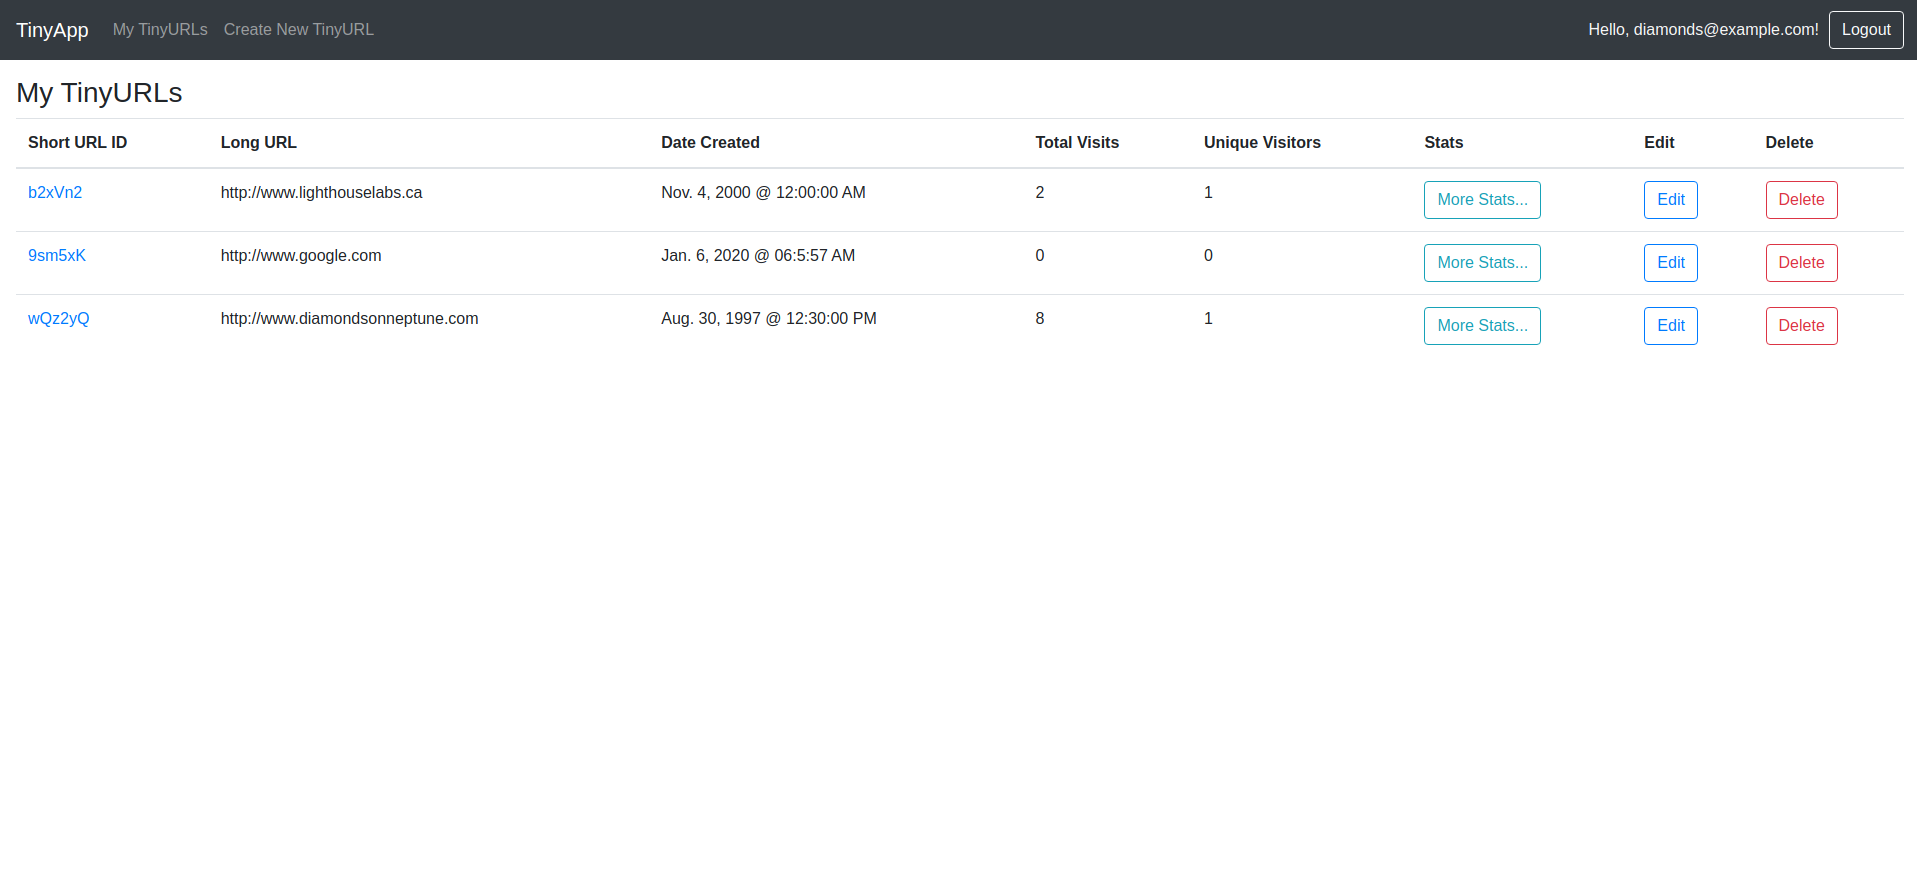 TinyApp My TinyURLs Create New TinyURL Hello, diamonds@example.com! Logout
My TinyURLs
Short URL ID Long URL Date Created Total Visits Unique Visitors Stats Edit Delete
b2xVn2 http://www.lighthouselabs.ca Nov. 4, 2000 @ 12:00:00 AM 2 1 More Stats... Edit Delete
9sm5xK http://www.google.com Jan. 6, 2020 @ 06:5:57 AM 0 0 More Stats... Edit Delete
wQz2yQ http://www.diamondsonneptune.com Aug. 30, 1997 @ 12:30:00 PM 8 1 More Stats... Edit Delete